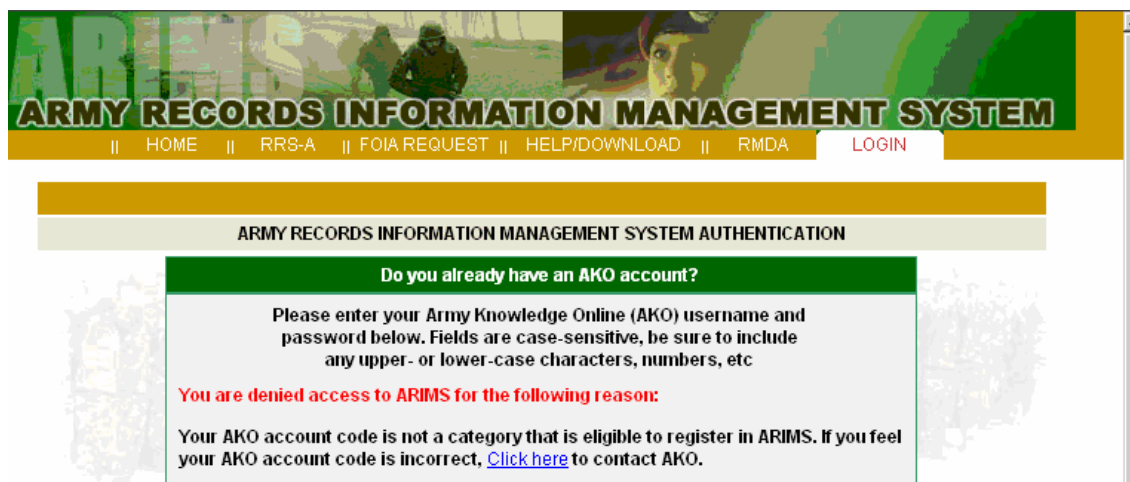 ARIMS
ARMY RECORDS INFORMATION MANAGEMENT SYSTEM
|| HOME || RRS-A || FOIA REQUEST || HELP/DOWNLOAD || RMDA LOGIN
ARMY RECORDS INFORMATION MANAGEMENT SYSTEM AUTHENTICATION
Do you already have an AKO account?
Please enter your Army Knowledge Online (AKO) username and
password below. Fields are case-sensitive, be sure to include
any upper- or lower-case characters, numbers, etc
You are denied access to ARIMS for the following reason:
Your AKO account code is not a category that is eligible to register in ARIMS. If you feel
your AKO account code is incorrect, Click here to contact AKO.